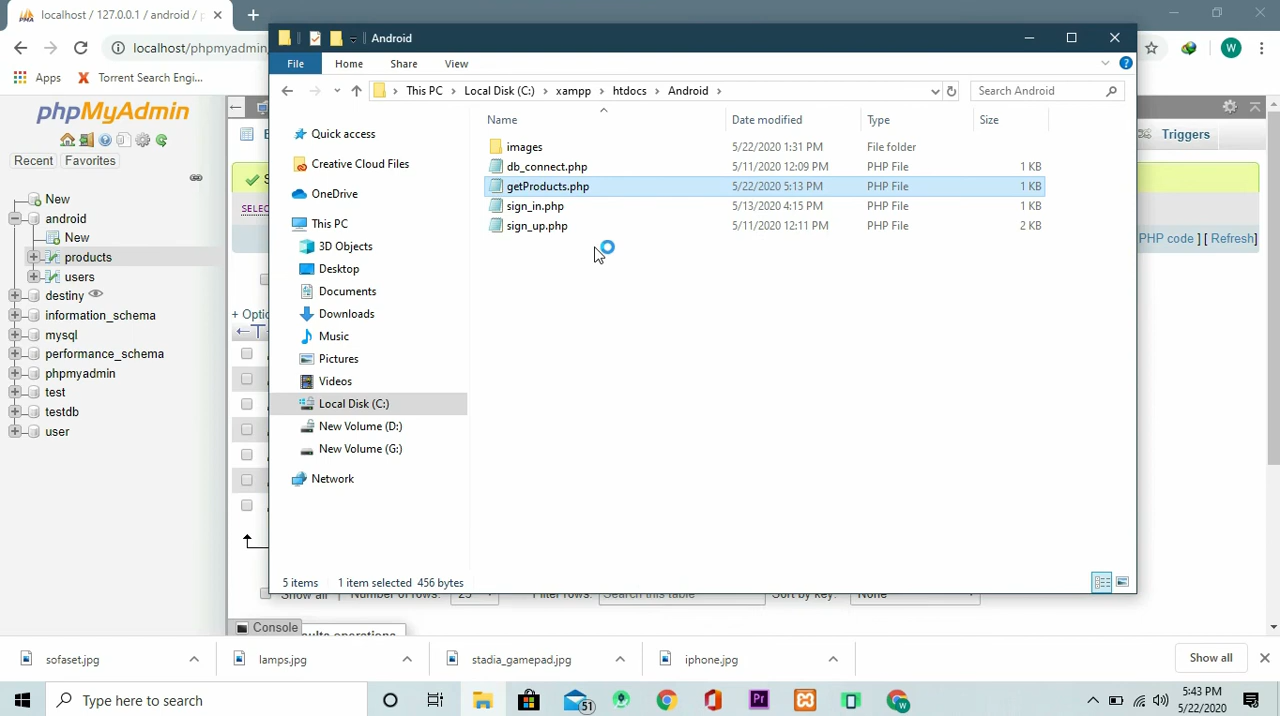 localhost / 127.0.0.1 / android / p
Android
localhost/phpmyadmin
W
Apps
Torrent Search Engi...
File
Home
Share
View
This PC
Local Disk (C:)
xampp
htdocs
Android
Search Android
phpMyAdmin
Recent
Favorites
New
android
New
products
users
destiny
information_schema
mysql
performance_schema
phpmyadmin
test
testdb
user
Quick access
Creative Cloud Files
OneDrive
This PC
3D Objects
Desktop
Documents
Downloads
Music
Pictures
Videos
Local Disk (C:)
New Volume (D:)
New Volume (G:)
Network
Name
Date modified
Type
Size
images 5/22/2020 1:31 PM File folder
db_connect.php 5/11/2020 12:09 PM PHP File 1 KB
getProducts.php 5/22/2020 5:13 PM PHP File 1 KB
sign_in.php 5/13/2020 4:15 PM PHP File 1 KB
sign_up.php 5/11/2020 12:11 PM PHP File 2 KB
5 items
1 item selected 456 bytes
Triggers
SELEC
PHP code ] [ Refresh]
+ Optio
Show all
Number of rows:
25
Filter rows:
Search this table
Sort by key:
None
Console
sofaset.jpg
lamps.jpg
stadia_gamepad.jpg
iphone.jpg
Show all
Type here to search
51
Pr
W
5:43 PM
5/22/2020